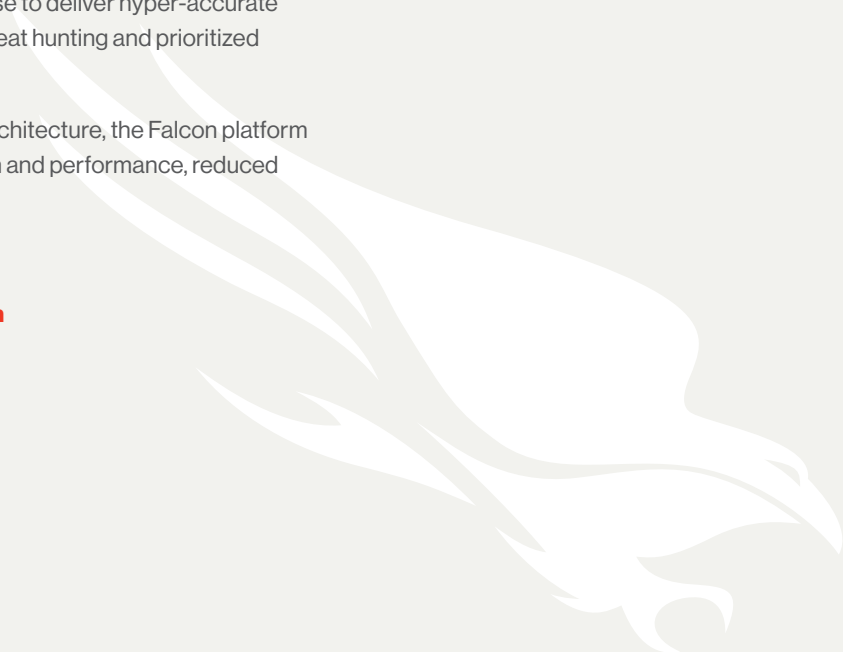 se to deliver hyper-accurate
eat hunting and prioritized
chitecture, the Falcon platform
and performance, reduced